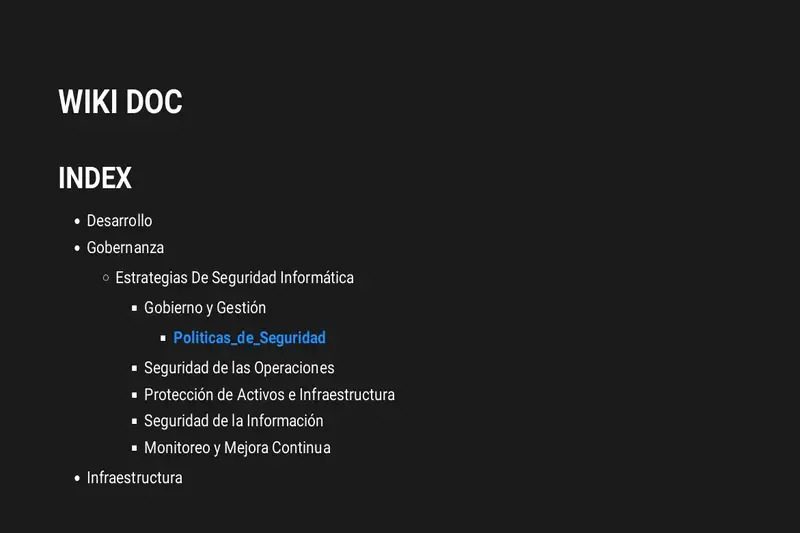 WIKI DOC
INDEX
Desarrollo
Gobernanza
Estrategias De Seguridad Informática
Gobierno y Gestión
Politicas_de_Seguridad
Seguridad de las Operaciones
Protección de Activos e Infraestructura
Seguridad de la Información
Monitoreo y Mejora Continua
Infraestructura